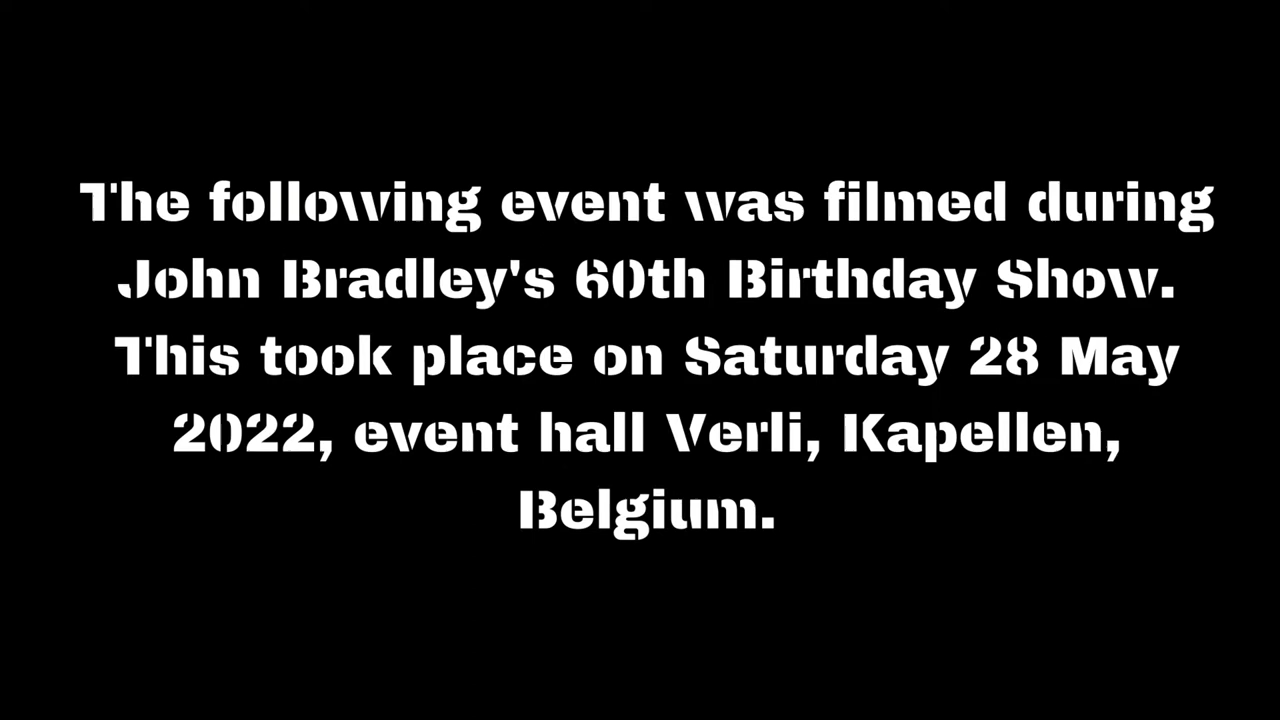 The following event was filmed during
John Bradley's 60th Birthday Show.
This took place on Saturday 28 May
2022, event hall Verli, Kapellen,
Belgium.